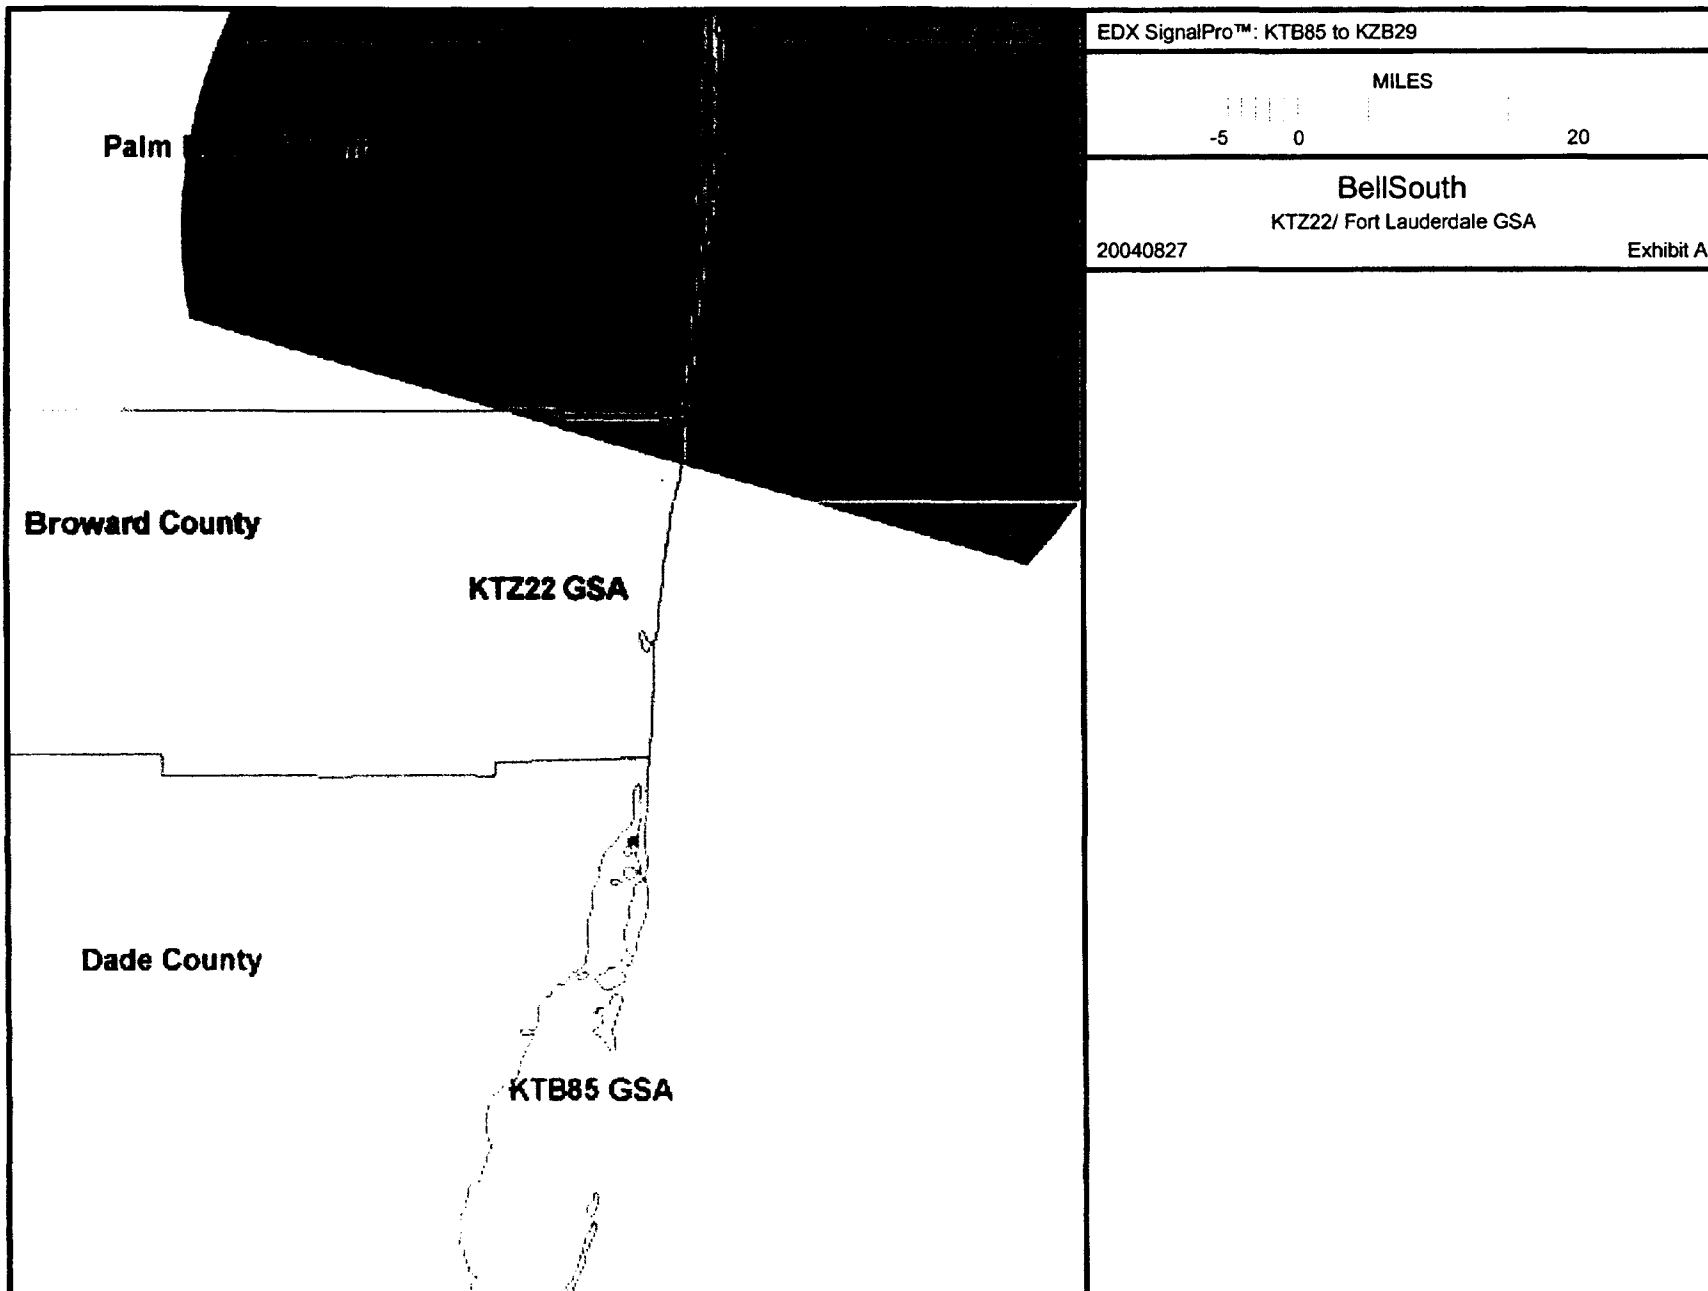 EDX SignalPro™: KTB85 to KZB29
MILES
-5 0 20
BellSouth
KTZ22/ Fort Lauderdale GSA
20040827 Exhibit A
Palm
Broward County
KTZ22 GSA
Dade County
KTB85 GSA